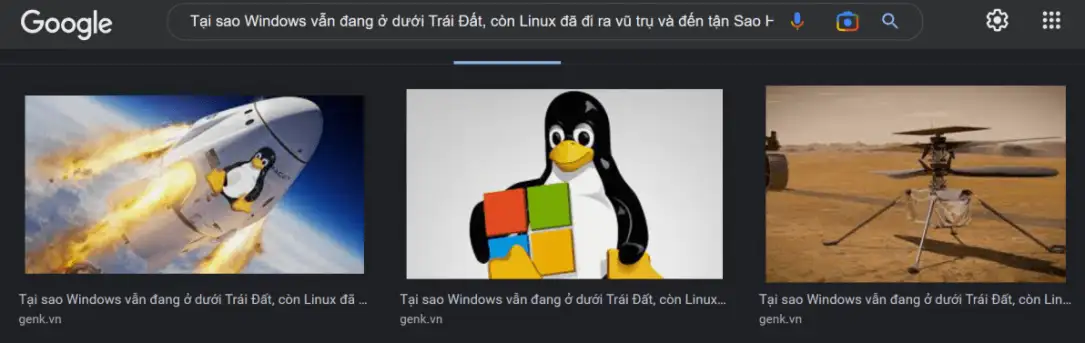 Google
Tại sao Windows vẫn đang ở dưới Trái Đất, còn Linux đã đi ra vũ trụ và đến tận Sao H
Tại sao Windows vẫn đang ở dưới Trái Đất, còn Linux đã ...
genk.vn
Tại sao Windows vẫn đang ở dưới Trái Đất, còn Linux...
genk.vn
Tại sao Windows vẫn đang ở dưới Trái Đất, còn Lin...
genk.vn